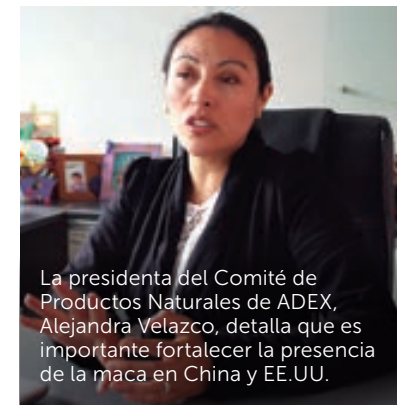 La presidenta del Comité de
Productos Naturales de ADEX,
Alejandra Velazco, detalla que es
importante fortalecer la presencia
de la maca en China y EE.UU.